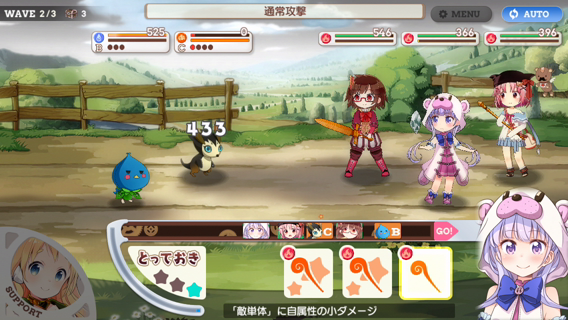 WAVE 2/3 3
通常攻撃
MENU
AUTO
B 525
C 0
546
366
396
433
C
B
GO!
とっておき
SUPPORT
「敵単体」に自属性の小ダメージ